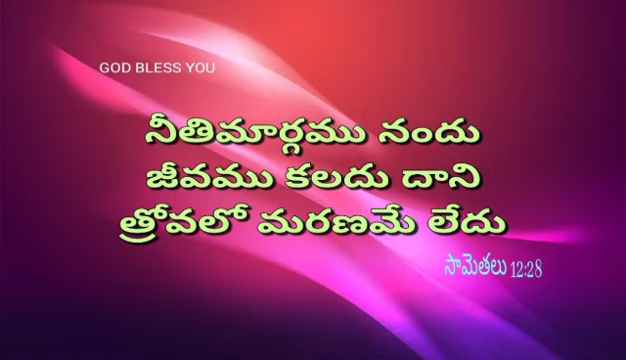 GOD BLESS YOU
నీతిమార్గము నందు
జీవము కలదు దాని
త్రోవలో మరణమే లేదు
సామెతలు 12:28